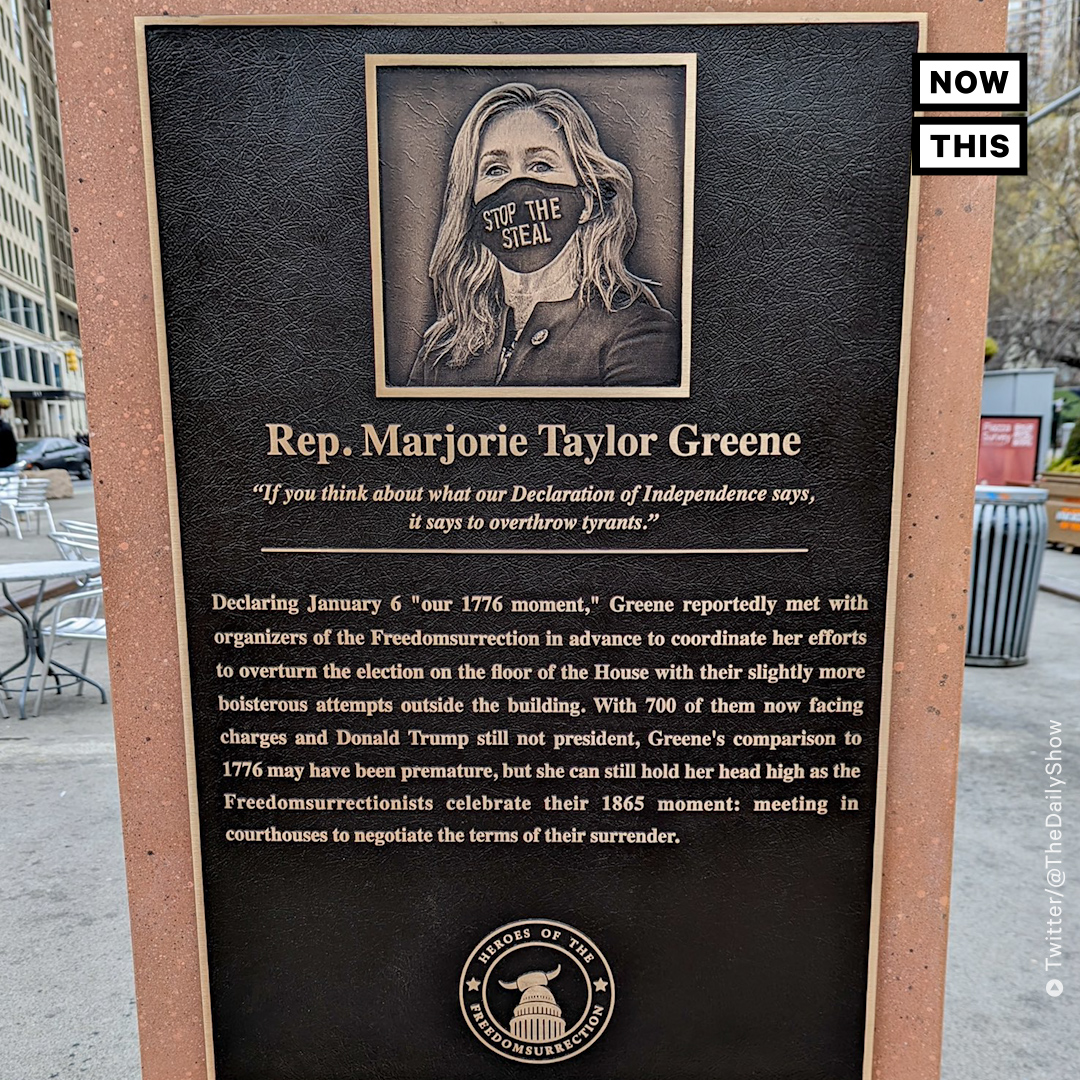 NOW
THIS
STOP THE
STEAL
Rep. Marjorie Taylor Greene
“If you think about what our Declaration of Independence says,
it says to overthrow tyrants.”
Declaring January 6 "our 1776 moment," Greene reportedly met with
organizers of the Freedomsurrection in advance to coordinate her efforts
to overturn the election on the floor of the House with their slightly more
boisterous attempts outside the building. With 700 of them now facing
charges and Donald Trump still not president, Greene's comparison to
1776 may have been premature, but she can still hold her head high as the
Freedomsurrectionists celebrate their 1865 moment: meeting in
courthouses to negotiate the terms of their surrender.
HEROES OF THE
FREEDOMSURRECTION
Twitter/@TheDailyShow